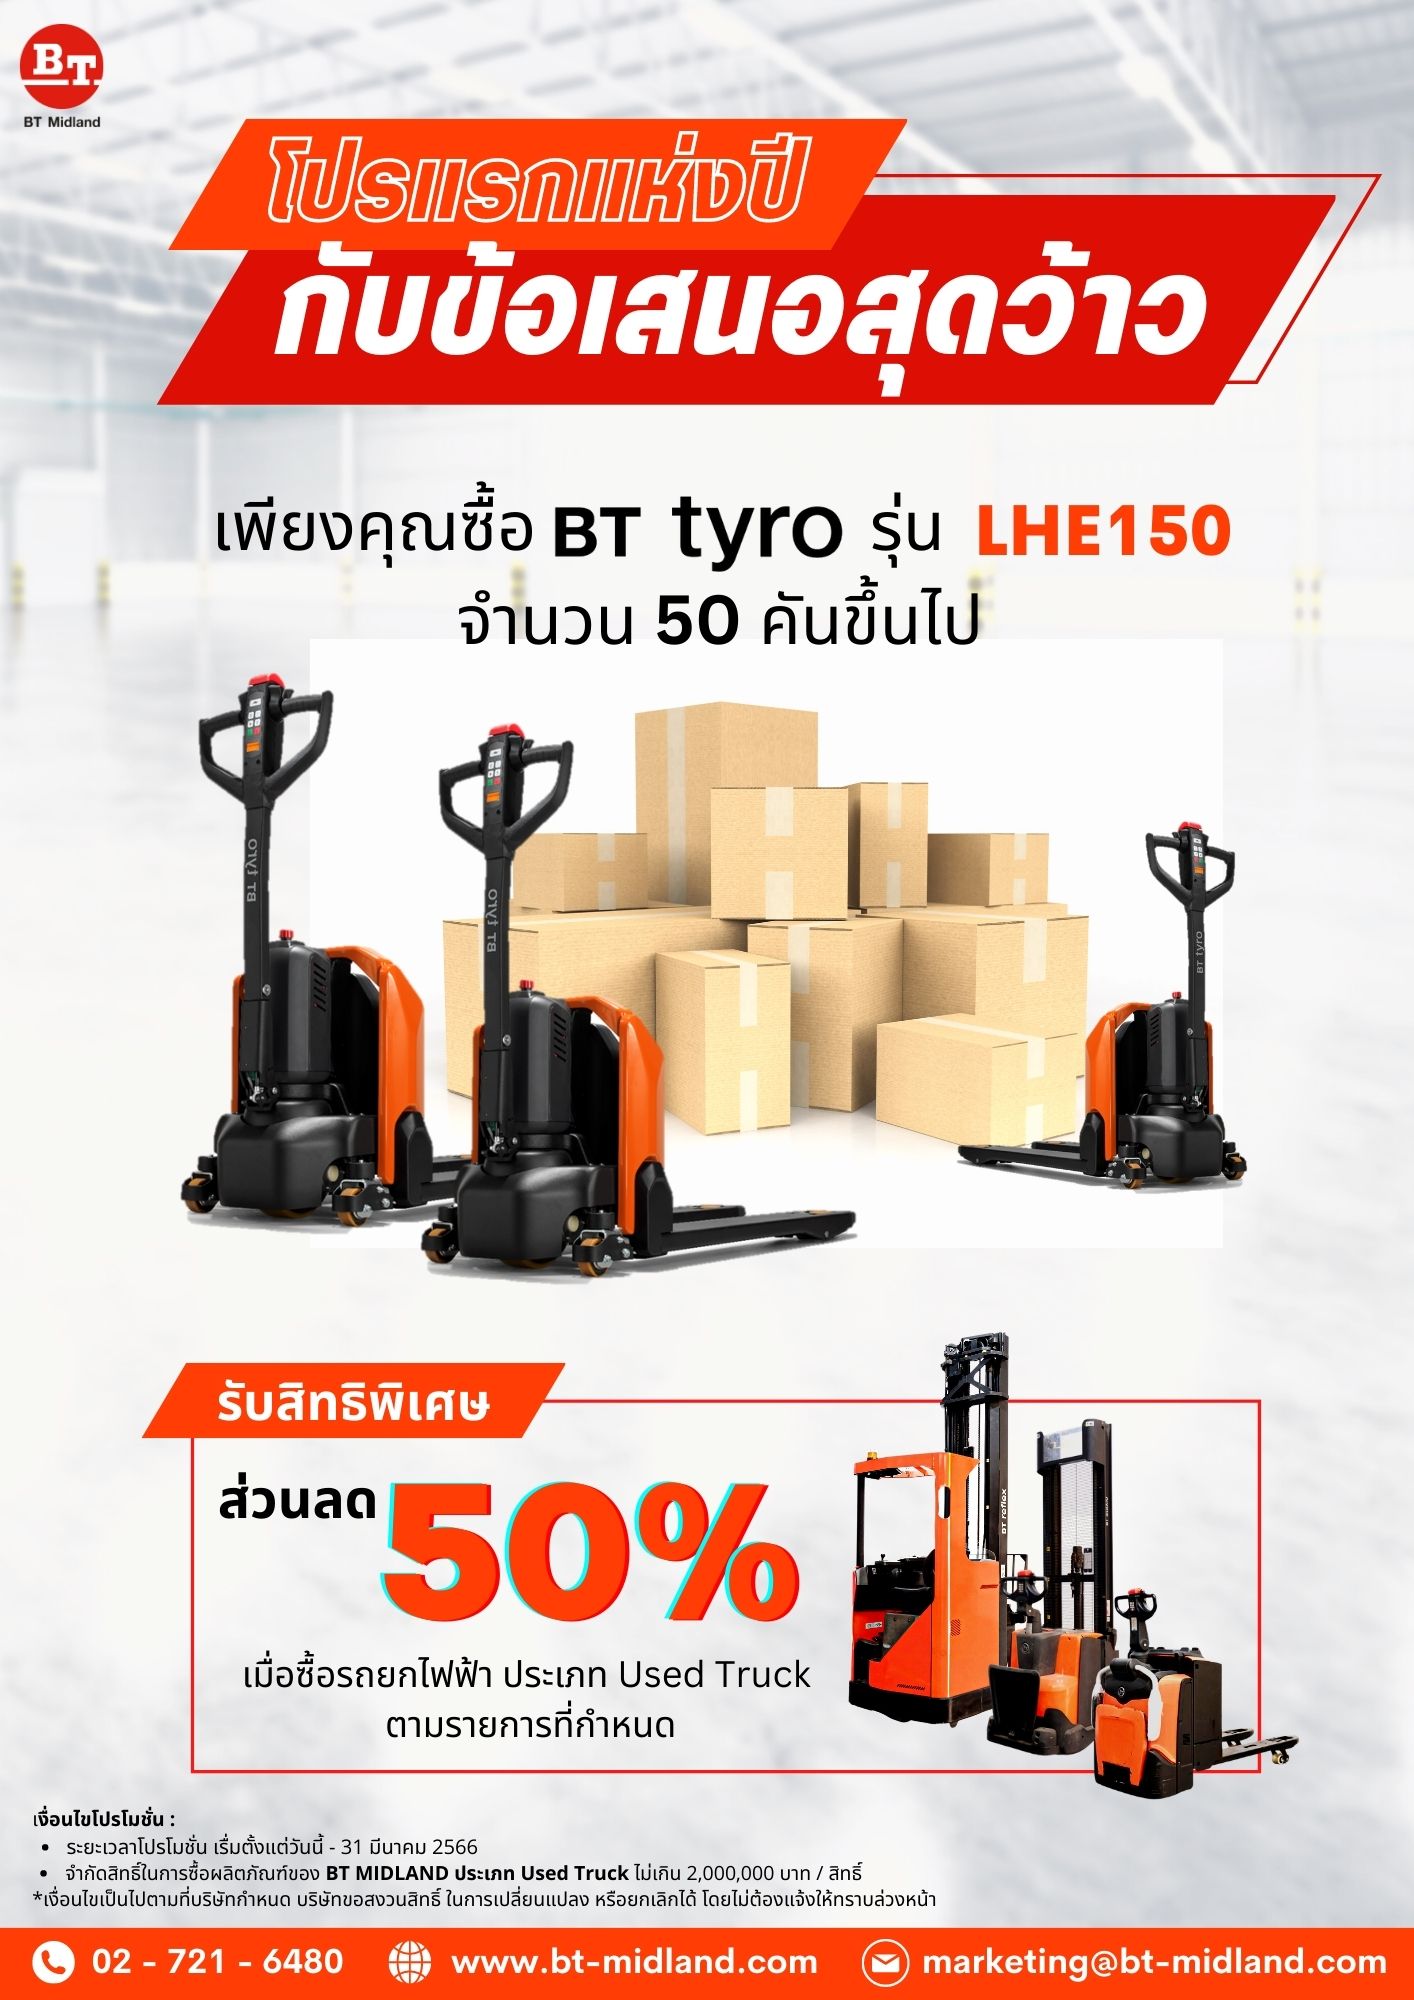 BT
BT Midland
โปรแรกแห่งปี
กับข้อเสนอสุดว้าว
เพียงคุณซื้อ BT tyro รุ่น LHE150
จำนวน 50 คันขึ้นไป
BT tyro
BT tyro
BT tyro
รับสิทธิพิเศษ
ส่วนลด 50%
BT reflex
เมื่อซื้อรถยกไฟฟ้า ประเภท Used Truck
ตามรายการที่กำหนด
เงื่อนไขโปรโมชั่น :
• ระยะเวลาโปรโมชั่น เรื่มตั้งแต่วันนี้ - 31 มีนาคม 2566
• จำกัดสิทธิ์ในการซื้อผลิตภัณฑ์ของ BT MIDLAND ประเภท Used Truck ไม่เกิน 2,000,000 บาท / สิทธิ์
*เงื่อนไขเป็นไปตามที่บริษัทกำหนด บริษัทขอสงวนสิทธิ์ ในการเปลี่ยนแปลง หรือยกเลิกได้ โดยไม่ต้องแจ้งให้ทราบล่วงหน้า
02 - 721 - 6480 www.bt-midland.com marketing@bt-midland.com